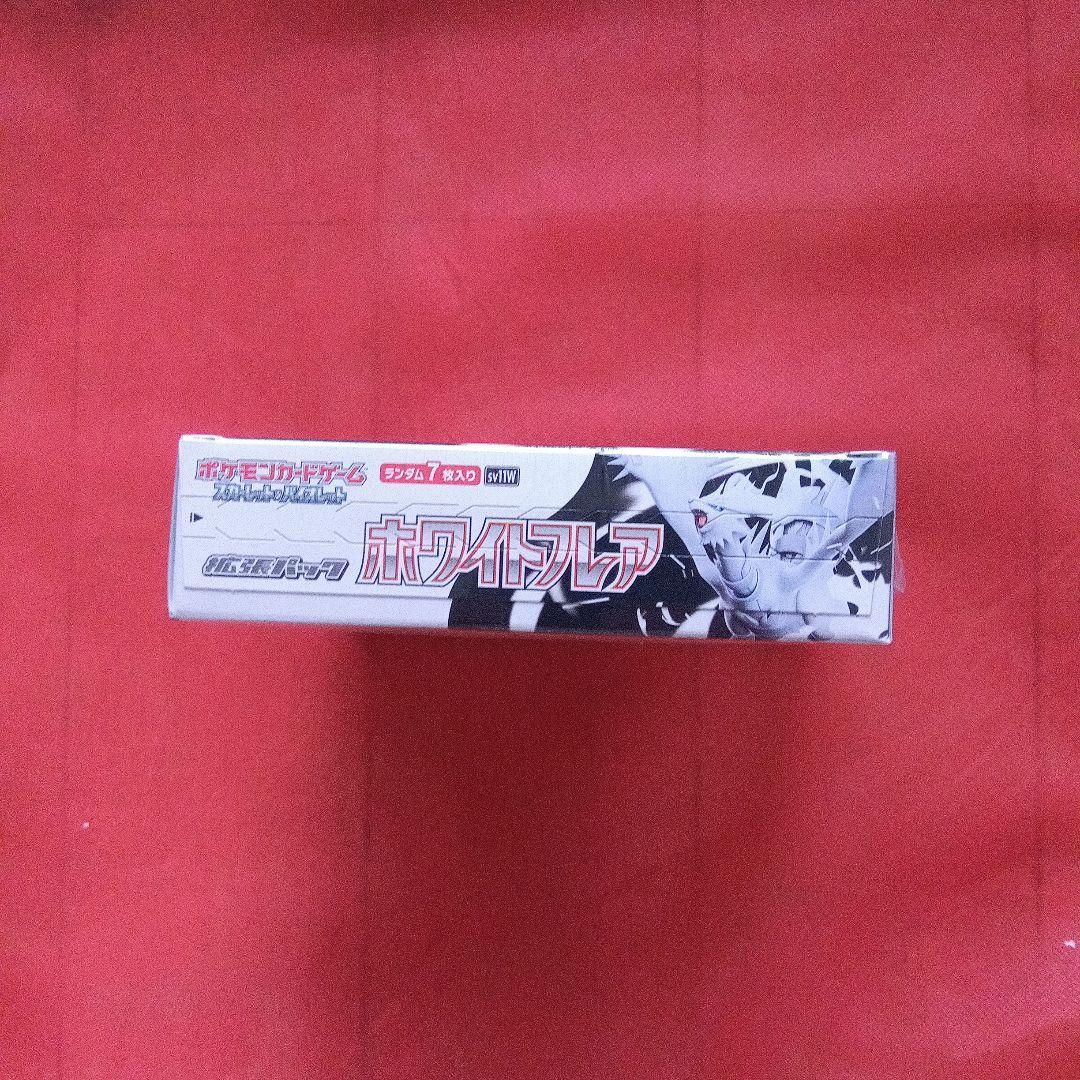 ポケモンカードゲーム
スカーレット&バイオレット
ランダム7枚入り
sv11W
拡張パック
ホワイトフレア